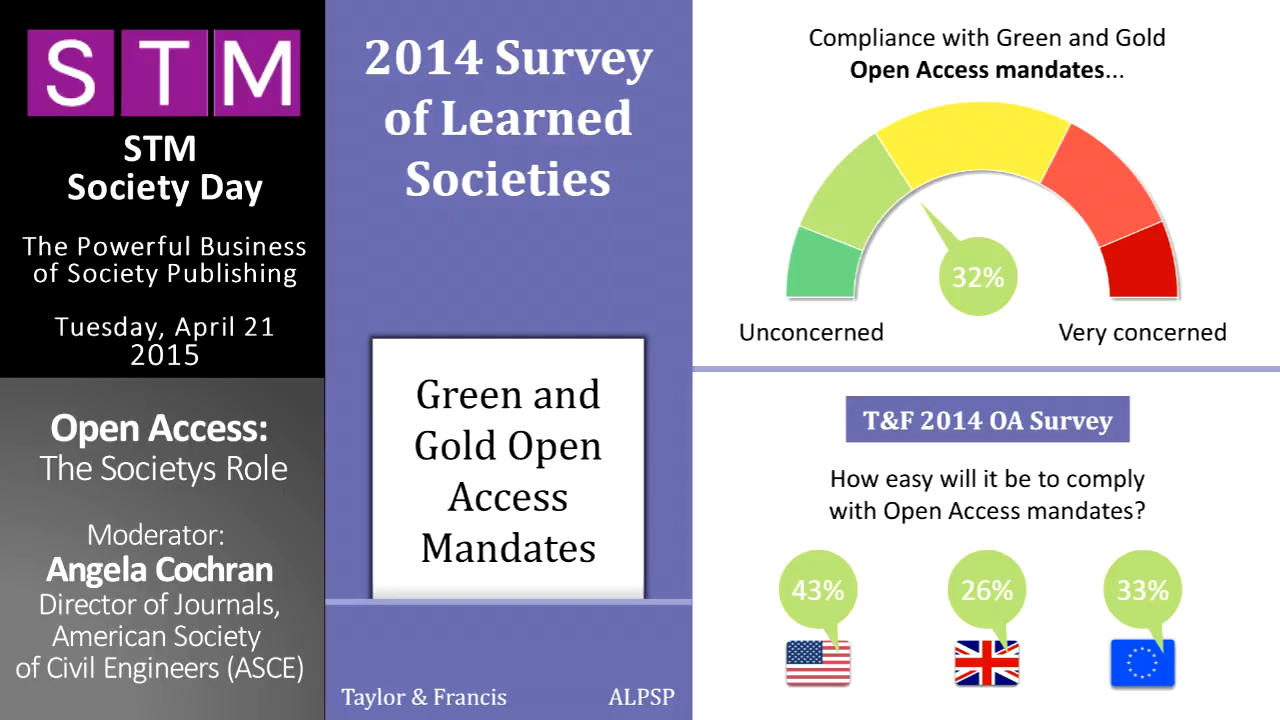 STM
STM
Society Day
The Powerful Business
of Society Publishing
Tuesday, April 21
2015
Open Access:
The Societys Role
Moderator:
Angela Cochran
Director of Journals,
American Society
of Civil Engineers (ASCE)
2014 Survey
of Learned
Societies
Green and
Gold Open
Access
Mandates
Taylor & Francis
ALPSP
Compliance with Green and Gold
Open Access mandates...
32%
Unconcerned
Very concerned
T&F 2014 OA Survey
How easy will it be to comply
with Open Access mandates?
43%
26%
33%